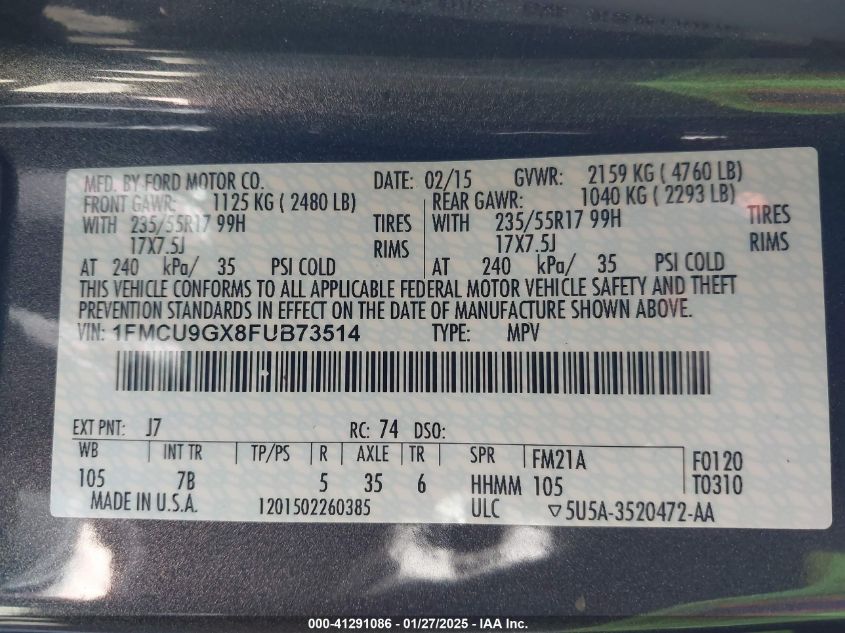 MFD. BY FORD MOTOR CO. DATE: 02/15 GVWR: 2159 KG ( 4760 LB)
FRONT GAWR: 1125 KG ( 2480 LB) REAR GAWR: 1040 KG ( 2293 LB)
WITH 235/55R17 99H TIRES WITH 235/55R17 99H TIRES
17X7.5J RIMS 17X7.5J RIMS
AT 240 kPa/ 35 PSI COLD AT 240 kPa/ 35 PSI COLD
THIS VEHICLE CONFORMS TO ALL APPLICABLE FEDERAL MOTOR VEHICLE SAFETY AND THEFT
PREVENTION STANDARDS IN EFFECT ON THE DATE OF MANUFACTURE SHOWN ABOVE.
VIN: 1FMCU9GX8FUB73514 TYPE: MPV
EXT PNT: J7 RC: 74 DSO:
WB INT TR TP/PS R AXLE TR SPR FM21A F0120
105 7B 5 35 6 HHMM 105 T0310
MADE IN U.S.A. 1201502260385 ULC ▽5U5A-3520472-AA
000-41291086 - 01/27/2025 - IAA Inc.